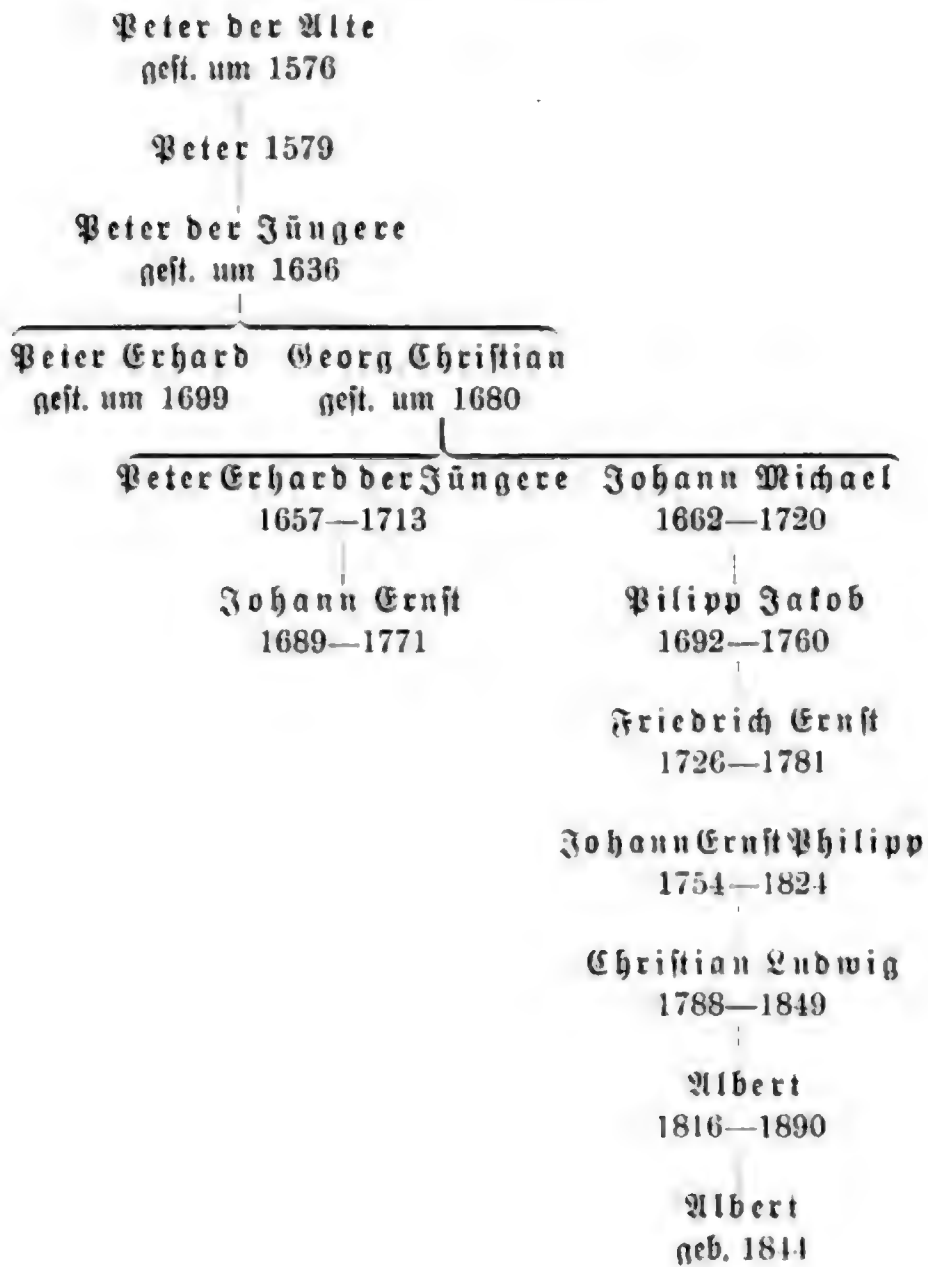 Peter der Alte
gest. um 1576
Peter 1579
Peter der Jüngere
gest. um 1636
Peter Erhard Georg Christian
gest. um 1699 gest. um 1680
Peter Erhard der Jüngere Johann Michael
1657—1713 1662—1720
Johann Ernst Pilipp Jakob
1689—1771 1692—1760
Friedrich Ernst
1726—1781
Johann Ernst Philipp
1754—1824
Christian Ludwig
1788—1849
Albert
1816—1890
Albert
geb. 1844